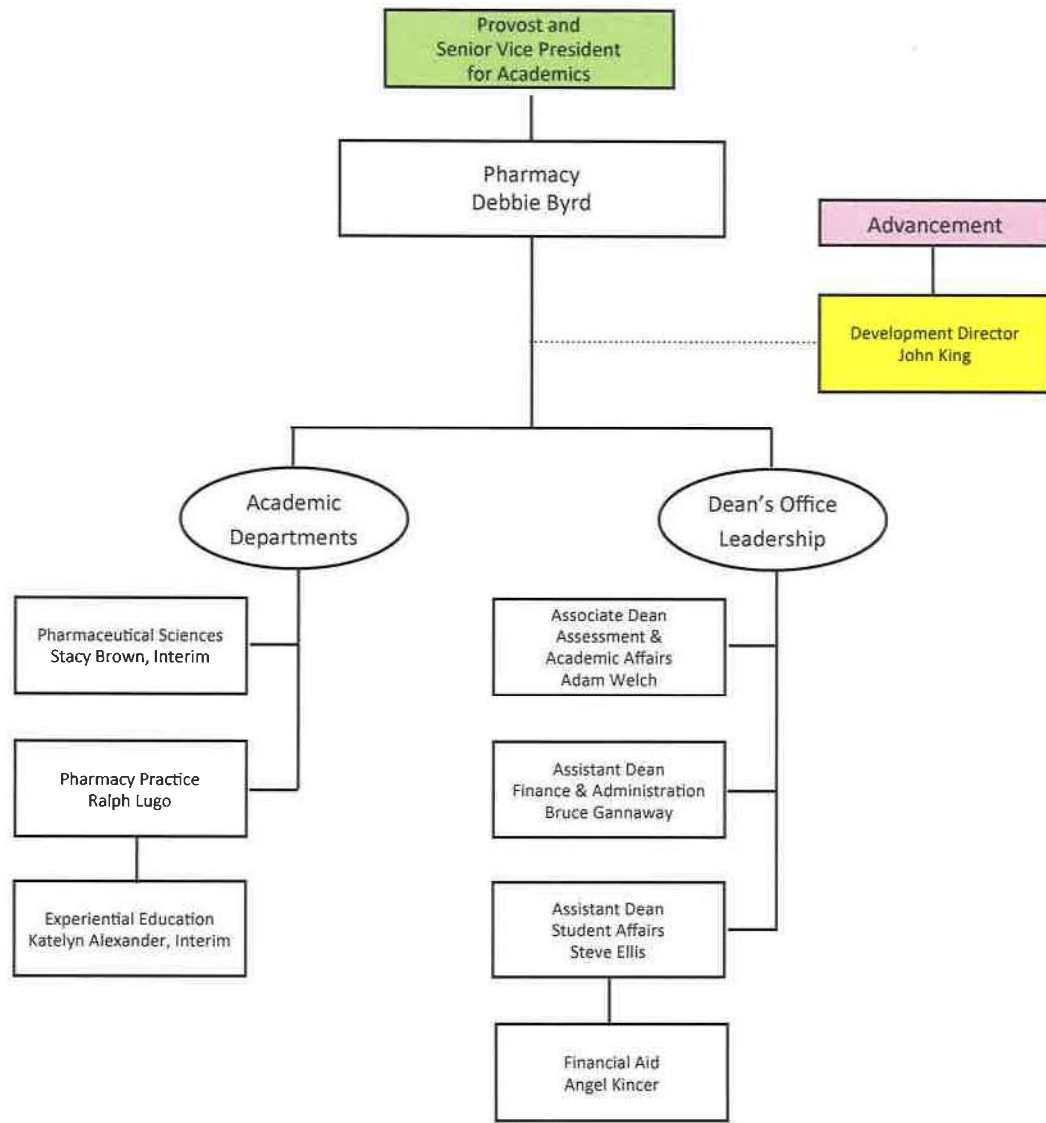 Provost and
Senior Vice President
for Academics
Pharmacy
Debbie Byrd
Advancement
Development Director
John King
Academic
Departments
Dean's Office
Leadership
Pharmaceutical Sciences
Stacy Brown, Interim
Pharmacy Practice
Ralph Lugo
Experiential Education
Katelyn Alexander, Interim
Associate Dean
Assessment &
Academic Affairs
Adam Welch
Assistant Dean
Finance & Administration
Bruce Gannaway
Assistant Dean
Student Affairs
Steve Ellis
Financial Aid
Angel Kincer